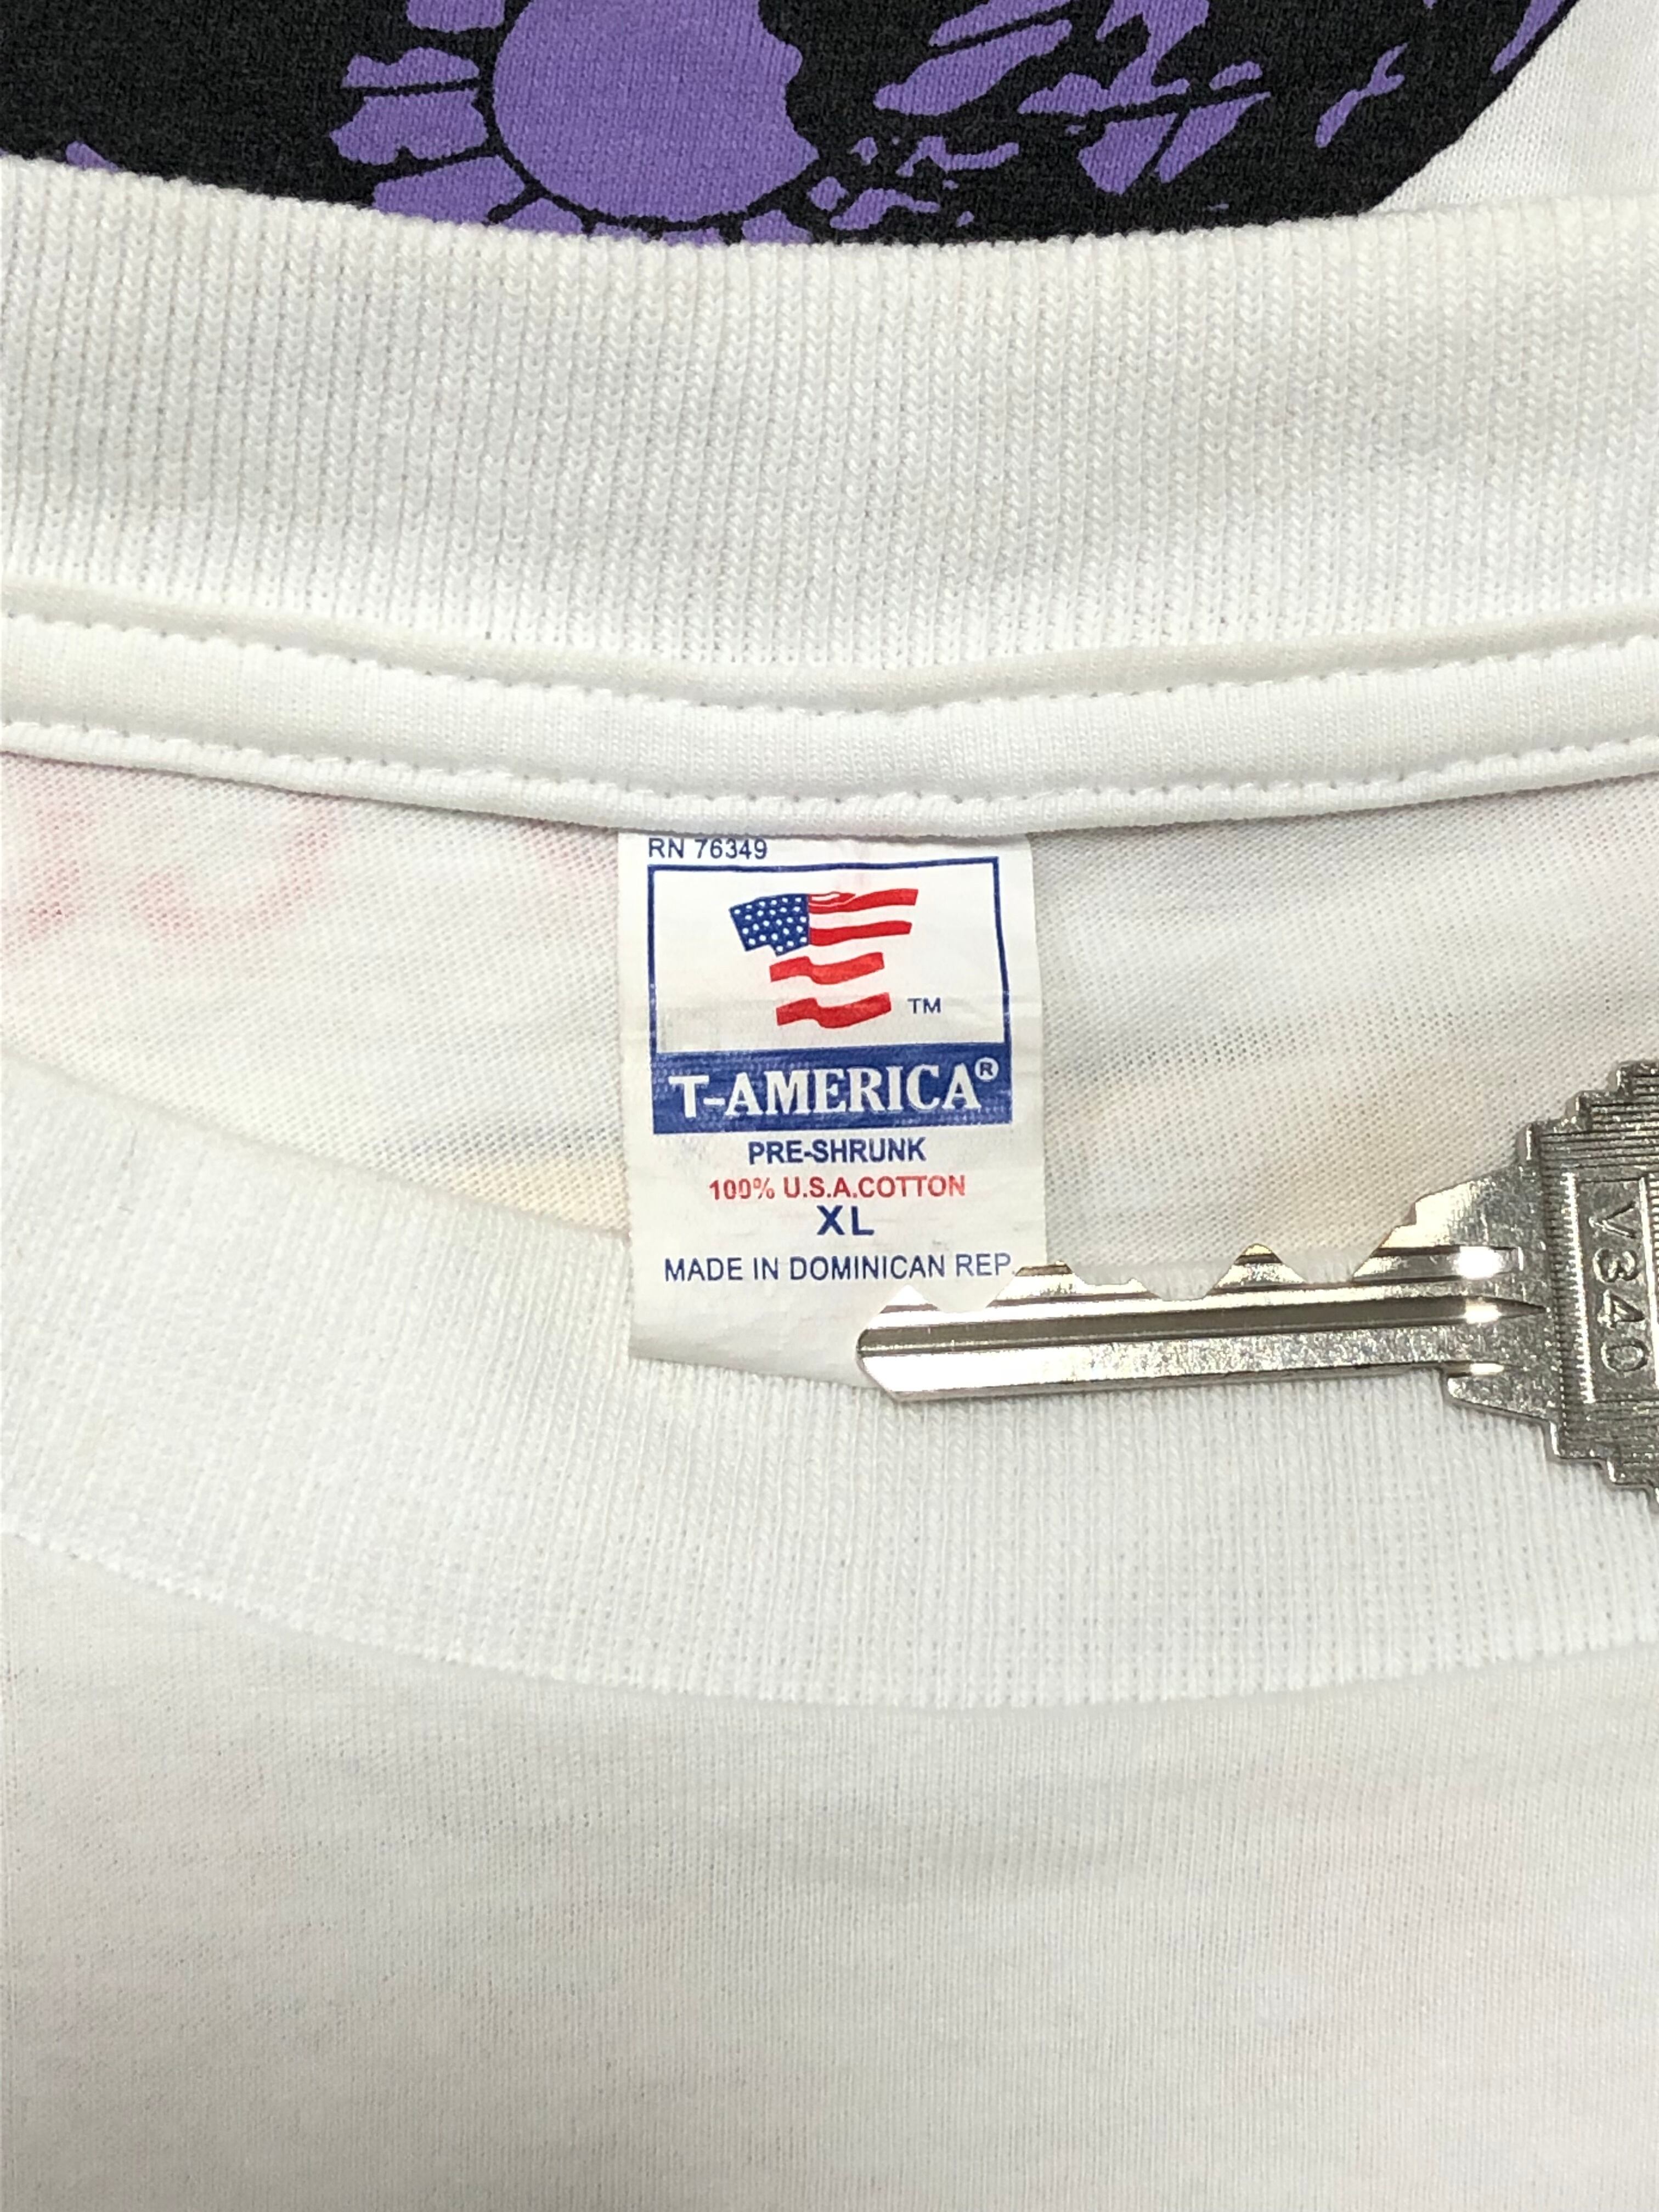 RN 76349
TM
T-AMERICA®
PRE-SHRUNK
100% U.S.A.COTTON
XL
MADE IN DOMINICAN REP.
V340